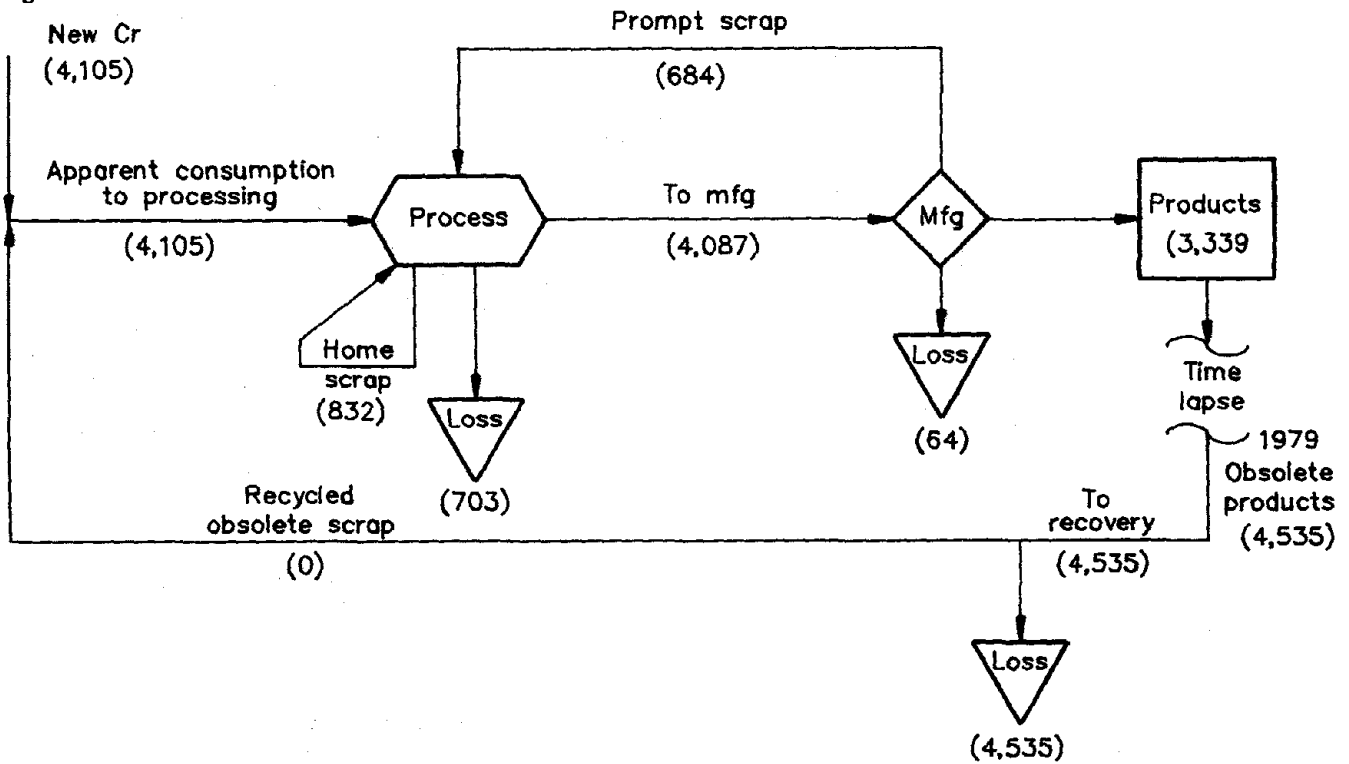 New Cr
(4,105)
Prompt scrap
(684)
Apparent consumption
to processing
(4,105)
Process
To mfg
(4,087)
Mfg
Products
(3,339
Home
scrap
(832)
Loss
(703)
Loss
(64)
Time
lapse
1979
Obsolete
products
(4,535)
To
recovery
(4,535)
Recycled
obsolete scrap
(0)
Loss
(4,535)